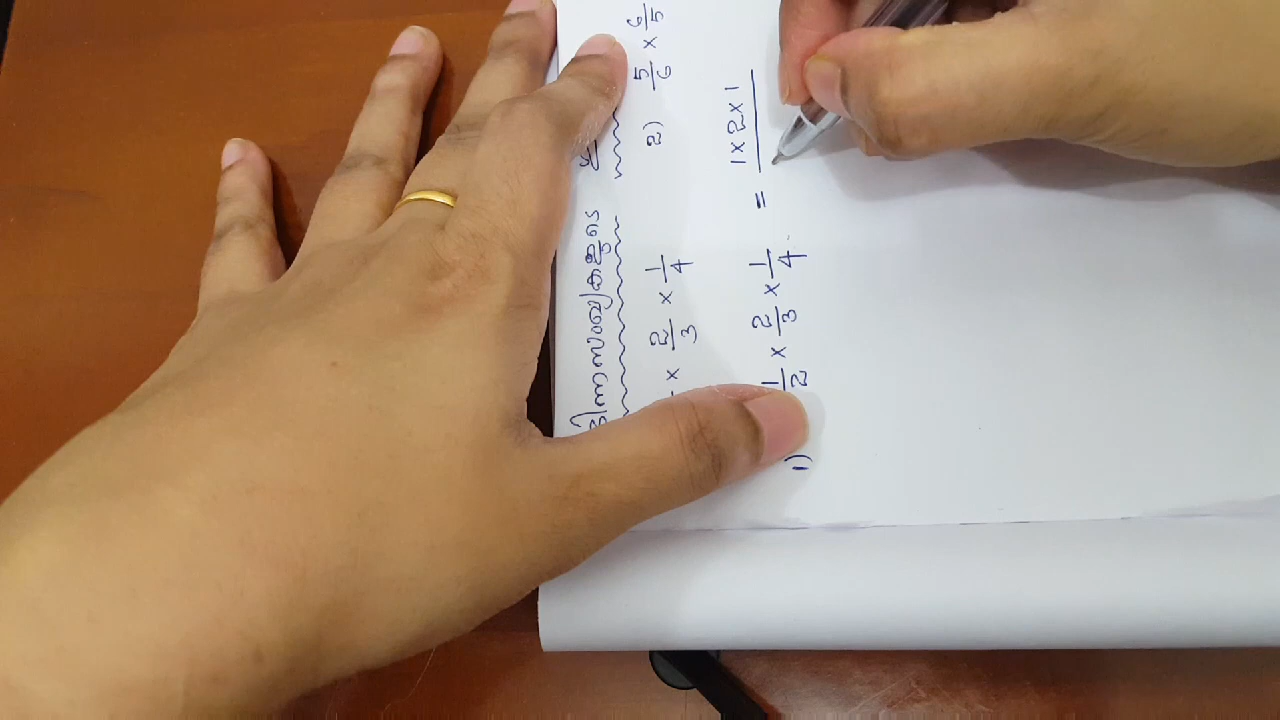 ഭിന്നസംഖ്യകളുടെ
× 2/3 × 1/4 2) 5/6 × 6/5
1) 1/2 × 2/3 × 1/4 = 1×2×1